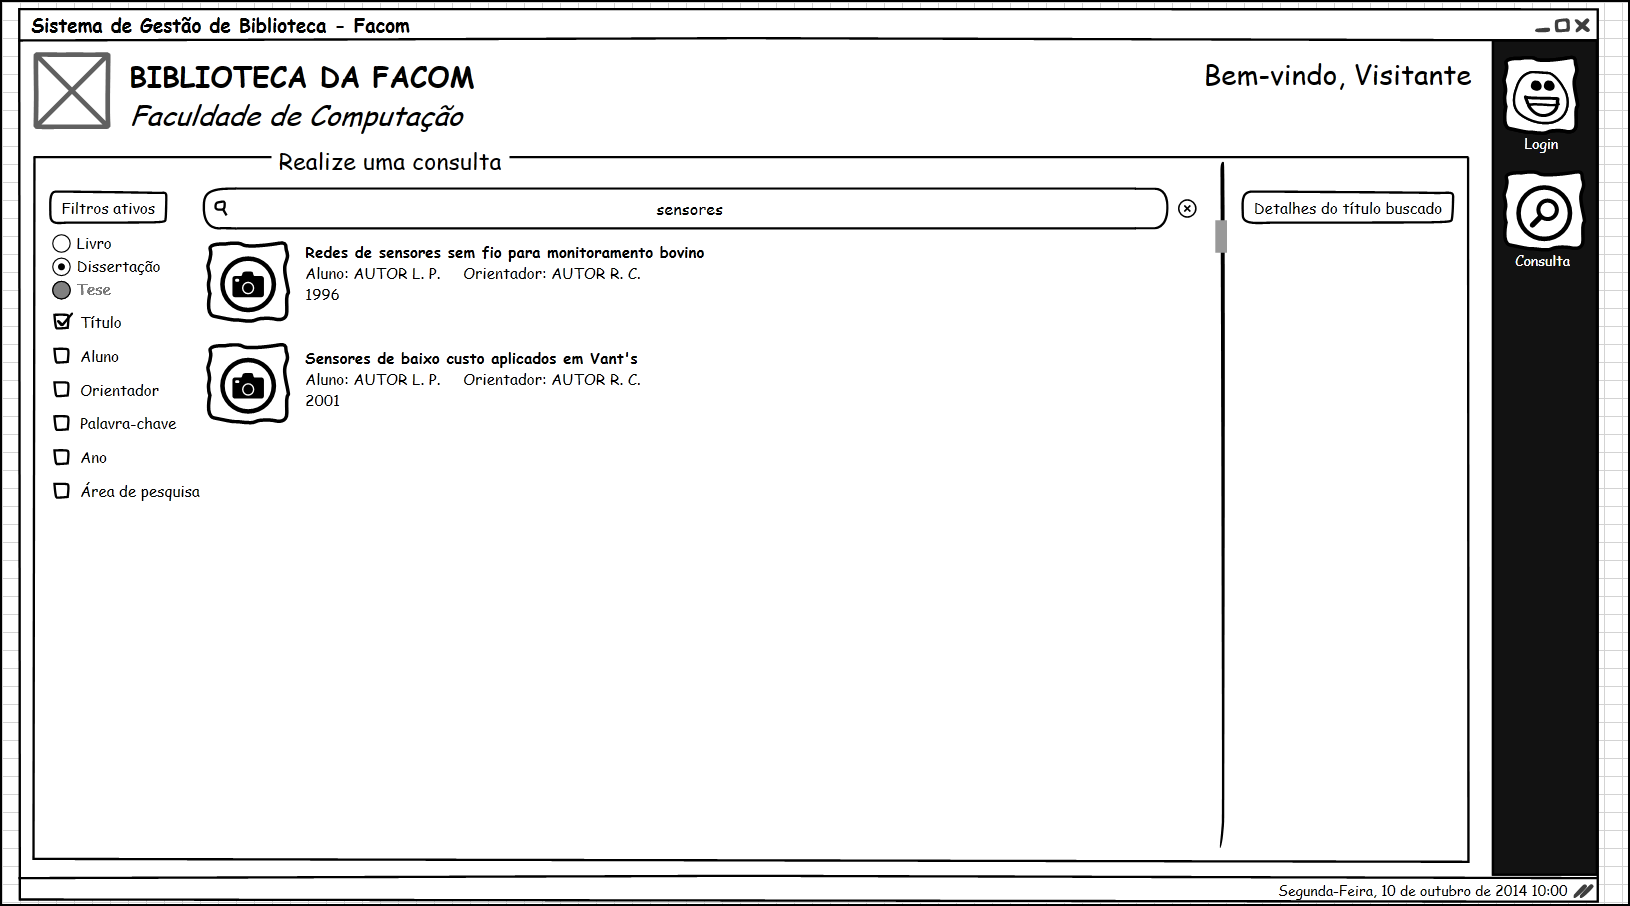 Sistema de Gestão de Biblioteca - Facom
BIBLIOTECA DA FACOM
Faculdade de Computação
Bem-vindo, Visitante
Login
Consulta
Realize uma consulta
Filtros ativos
Livro
Dissertação
Tese
Título
Aluno
Orientador
Palavra-chave
Ano
Área de pesquisa
sensores
Redes de sensores sem fio para monitoramento bovino
Aluno: AUTOR L. P. Orientador: AUTOR R. C.
1996
Sensores de baixo custo aplicados em Vant's
Aluno: AUTOR L. P. Orientador: AUTOR R. C.
2001
Detalhes do título buscado
Segunda-Feira, 10 de outubro de 2014 10:00